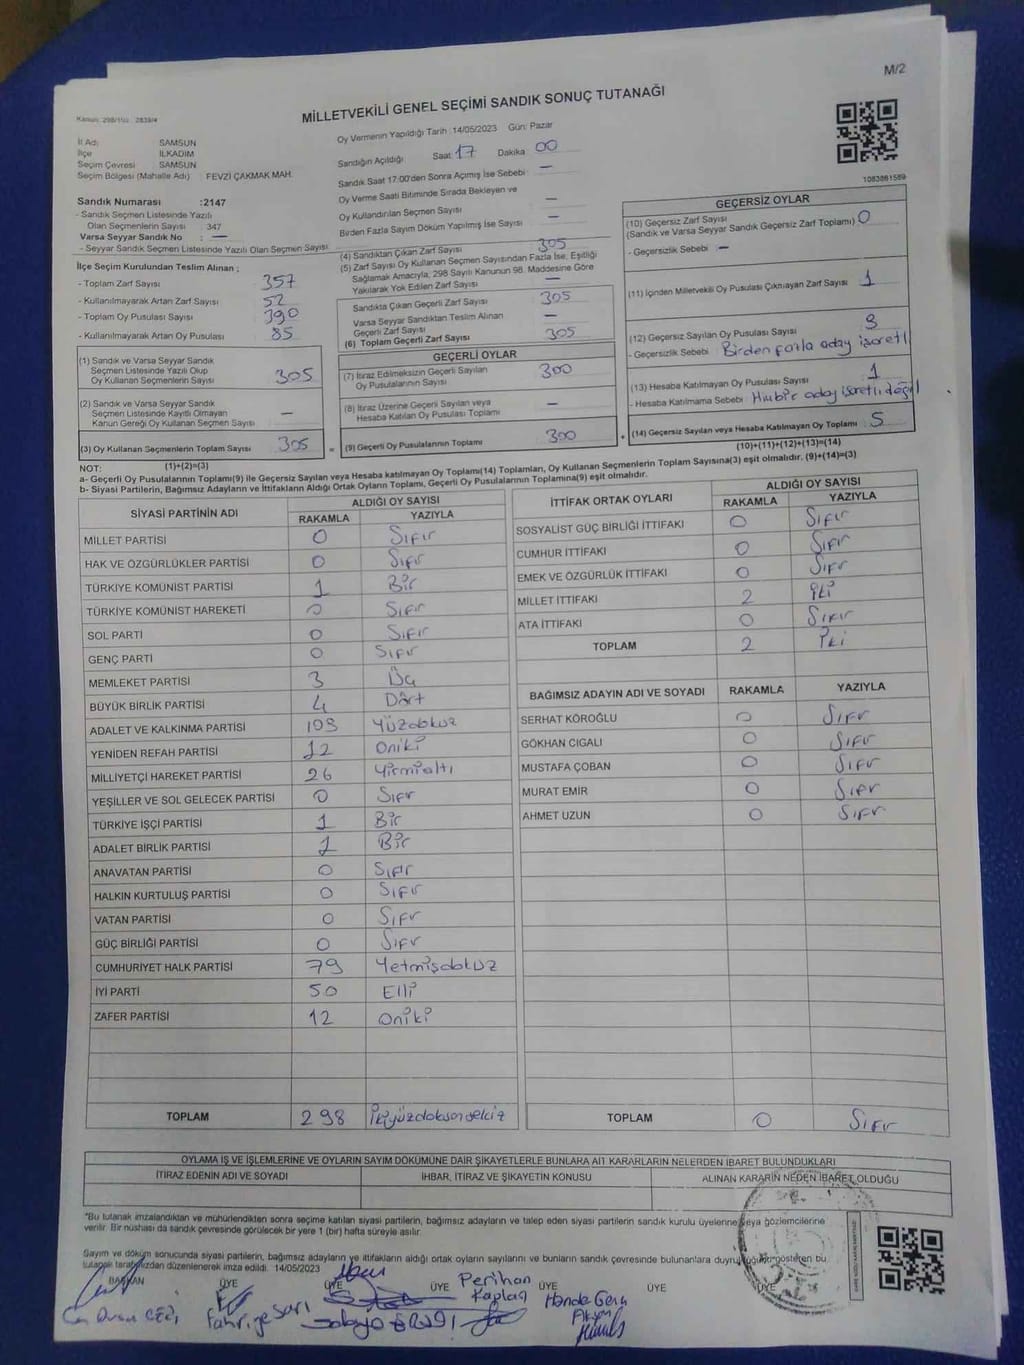 M/2
Kanun: 298/1Va 2839/4
MİLLETVEKİLİ GENEL SEÇİMİ SANDIK SONUÇ TUTANAĞI
İl Adı SAMSUN
İlçe İLKADIM
Seçim Çevresi SAMSUN
Seçim Bölgesi (Mahalle Adı) FEVZİ ÇAKMAK MAH.
Sandık Numarası :2147
- Sandık Seçmen Listesinde Yazılı
Olan Seçmenlerin Sayısı 347
Varsa Seyyar Sandık No : —
- Seyyar Sandık Seçmen Listesinde Yazılı Olan Seçmen Sayısı
İlçe Seçim Kurulundan Teslim Alınan ;
- Toplam Zarf Sayısı 357
- Kullanılmayarak Artan Zarf Sayısı 52
- Toplam Oy Pusulası Sayısı 390
- Kullanılmayarak Artan Oy Pusulası 85
(1) Sandık ve Varsa Seyyar Sandık
Seçmen Listesinde Yazılı Olup
Oy Kullanan Seçmenlerin Sayısı 305
(2) Sandık ve Varsa Seyyar Sandık
Seçmen Listesinde Kayıtlı Olmayan
Kanun Gereği Oy Kullanan Seçmen Sayısı —
(3) Oy Kullanan Seçmenlerin Toplam Sayısı 305
(1)+(2)=(3)
Oy Vermenin Yapıldığı Tarih :14/05/2023 Gün: Pazar
Sandığın Açıldığı Saat 17 Dakika 00
Sandık Saat 17:00'den Sonra Açımış İse Sebebi —
Oy Verme Saati Bitiminde Sırada Bekleyen ve
Oy Kullandırılan Seçmen Sayısı —
Birden Fazla Sayım Döküm Yapılmış İse Sayısı —
(4) Sandıktan Çıkan Zarf Sayısı 305
(5) Zarf Sayısı Oy Kullanan Seçmen Sayısından Fazla İse, Eşitliği
Sağlamak Amacıyla; 298 Sayılı Kanunun 98. Maddesine Göre
Yakılarak Yok Edilen Zarf Sayısı —
Sandıkta Çıkan Geçerli Zarf Sayısı 305
Varsa Seyyar Sandıktan Teslim Alınan
Geçerli Zarf Sayısı —
(6) Toplam Geçerli Zarf Sayısı 305
GEÇERLİ OYLAR
(7) İtiraz Edilmeksizin Geçerli Sayılan
Oy Pusulalarının Sayısı 300
(8) İtiraz Üzerine Geçerli Sayılan veya
Hesaba Katılan Oy Pusulası Toplamı —
= (9) Geçerli Oy Pusulalarının Toplamı 300
1083861569
GEÇERSİZ OYLAR
(10) Geçersiz Zarf Sayısı
(Sandık ve Varsa Seyyar Sandık Geçersiz Zarf Toplamı) 0
- Geçersizlik Sebebi : —
(11) İçinden Milletvekili Oy Pusulası Çıkmayan Zarf Sayısı 1
(12) Geçersiz Sayılan Oy Pusulası Sayısı 3
- Geçersizlik Sebebi Birden fazla aday işaretli
(13) Hesaba Katılmayan Oy Pusulası Sayısı 1
- Hesaba Katılmama Sebebi : Hiçbir aday işaretli değil
+ (14) Geçersiz Sayılan veya Hesaba Katılmayan Oy Toplamı 5
(10)+(11)+(12)+(13)=(14)
NOT:
a- Geçerli Oy Pusulalarının Toplamı(9) ile Geçersiz Sayılan veya Hesaba katılmayan Oy Toplamı(14) Toplamları, Oy Kullanan Seçmenlerin Toplam Sayısına(3) eşit olmalıdır. (9)+(14)=(3)
b- Siyasi Partilerin, Bağımsız Adayların ve İttifakların Aldığı Ortak Oyların Toplamı, Geçerli Oy Pusulalarının Toplamına(9) eşit olmalıdır.
SİYASİ PARTİNİN ADI ALDIĞI OY SAYISI
RAKAMLA YAZIYLA
MİLLET PARTİSİ 0 Sıfır
HAK VE ÖZGÜRLÜKLER PARTİSİ 0 Sıfır
TÜRKİYE KOMÜNİST PARTİSİ 1 Bir
TÜRKİYE KOMÜNİST HAREKETİ 0 Sıfır
SOL PARTİ 0 Sıfır
GENÇ PARTİ 0 Sıfır
MEMLEKET PARTİSİ 3 Üç
BÜYÜK BİRLİK PARTİSİ 4 Dört
ADALET VE KALKINMA PARTİSİ 109 Yüzdokuz
YENİDEN REFAH PARTİSİ 12 Oniki
MİLLİYETÇİ HAREKET PARTİSİ 26 Yirmialtı
YEŞİLLER VE SOL GELECEK PARTİSİ 0 Sıfır
TÜRKİYE İŞÇİ PARTİSİ 1 Bir
ADALET BİRLİK PARTİSİ 1 Bir
ANAVATAN PARTİSİ 0 Sıfır
HALKIN KURTULUŞ PARTİSİ 0 Sıfır
VATAN PARTİSİ 0 Sıfır
GÜÇ BİRLİĞİ PARTİSİ 0 Sıfır
CUMHURİYET HALK PARTİSİ 79 Yetmişdokuz
İYİ PARTİ 50 Elli
ZAFER PARTİSİ 12 Oniki
TOPLAM 298 İkiyüzdoksansekiz
İTTİFAK ORTAK OYLARI ALDIĞI OY SAYISI
RAKAMLA YAZIYLA
SOSYALİST GÜÇ BİRLİĞİ İTTİFAKI 0 Sıfır
CUMHUR İTTİFAKI 0 Sıfır
EMEK VE ÖZGÜRLÜK İTTİFAKI 0 Sıfır
MİLLET İTTİFAKI 2 İki
ATA İTTİFAKI 0 Sıfır
TOPLAM 2 İki
BAĞIMSIZ ADAYIN ADI VE SOYADI RAKAMLA YAZIYLA
SERHAT KÖROĞLU 0 Sıfır
GÖKHAN CIGALI 0 Sıfır
MUSTAFA ÇOBAN 0 Sıfır
MURAT EMİR 0 Sıfır
AHMET UZUN 0 Sıfır
TOPLAM 0 Sıfır
OYLAMA İŞ VE İŞLEMLERİNE VE OYLARIN SAYIM DÖKÜMÜNE DAİR ŞİKAYETLERLE BUNLARA AİT KARARLARIN NELERDEN İBARET BULUNDUKLARI
İTİRAZ EDENİN ADI VE SOYADI İHBAR, İTİRAZ VE ŞİKAYETİN KONUSU ALINAN KARARIN NEDEN İBARET OLDUĞU
"Bu tutanak imzalandıktan ve mühürlendikten sonra seçime katılan siyasi partilerin, bağımsız adayların ve talep eden siyasi partilerin sandık kurulu üyelerine veya gözlemcilerine
verilir. Bir nüshası da sandık çevresinde görülecek bir yere 1 (bir) hafta süreyle asılır.
Sayım ve döküm sonucunda siyasi partilerin, bağımsız adayların ve ittifakların aldığı ortak oyların sayılarını ve bunların sandık çevresinde bulunanlara duyrulduğunu gösteren bu
tutanak tarafımızdan düzenlenerek imza edildi. 14/05/2023
BAŞKAN ÜYE ÜYE ÜYE ÜYE ÜYE
Perihan
Kaplan
Fahriye Sarı